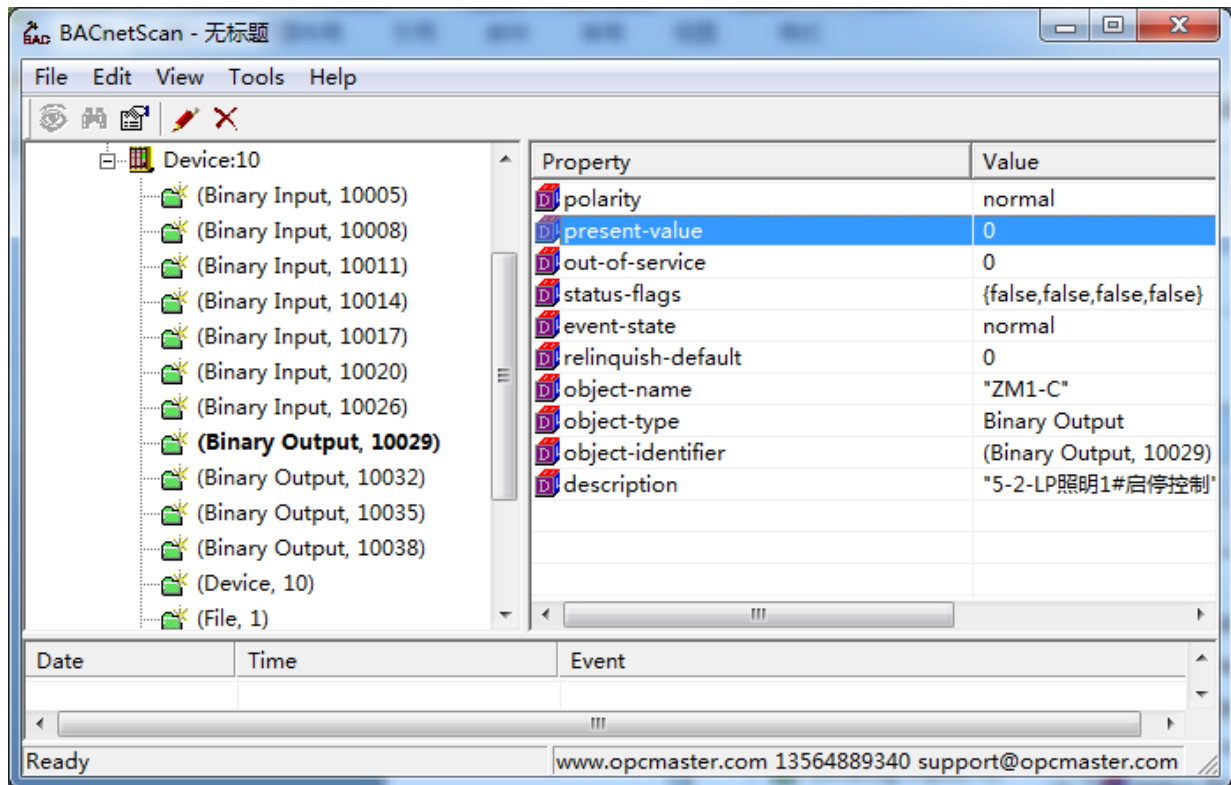 BACnetScan - 无标题
File Edit View Tools Help
Device:10
(Binary Input, 10005)
(Binary Input, 10008)
(Binary Input, 10011)
(Binary Input, 10014)
(Binary Input, 10017)
(Binary Input, 10020)
(Binary Input, 10026)
(Binary Output, 10029)
(Binary Output, 10032)
(Binary Output, 10035)
(Binary Output, 10038)
(Device, 10)
(File, 1)
Property Value
polarity normal
present-value 0
out-of-service 0
status-flags {false,false,false,false}
event-state normal
relinquish-default 0
object-name "ZM1-C"
object-type Binary Output
object-identifier (Binary Output, 10029)
description "5-2-LP照明1#启停控制"
Date Time Event
Ready www.opcmaster.com 13564889340 support@opcmaster.com